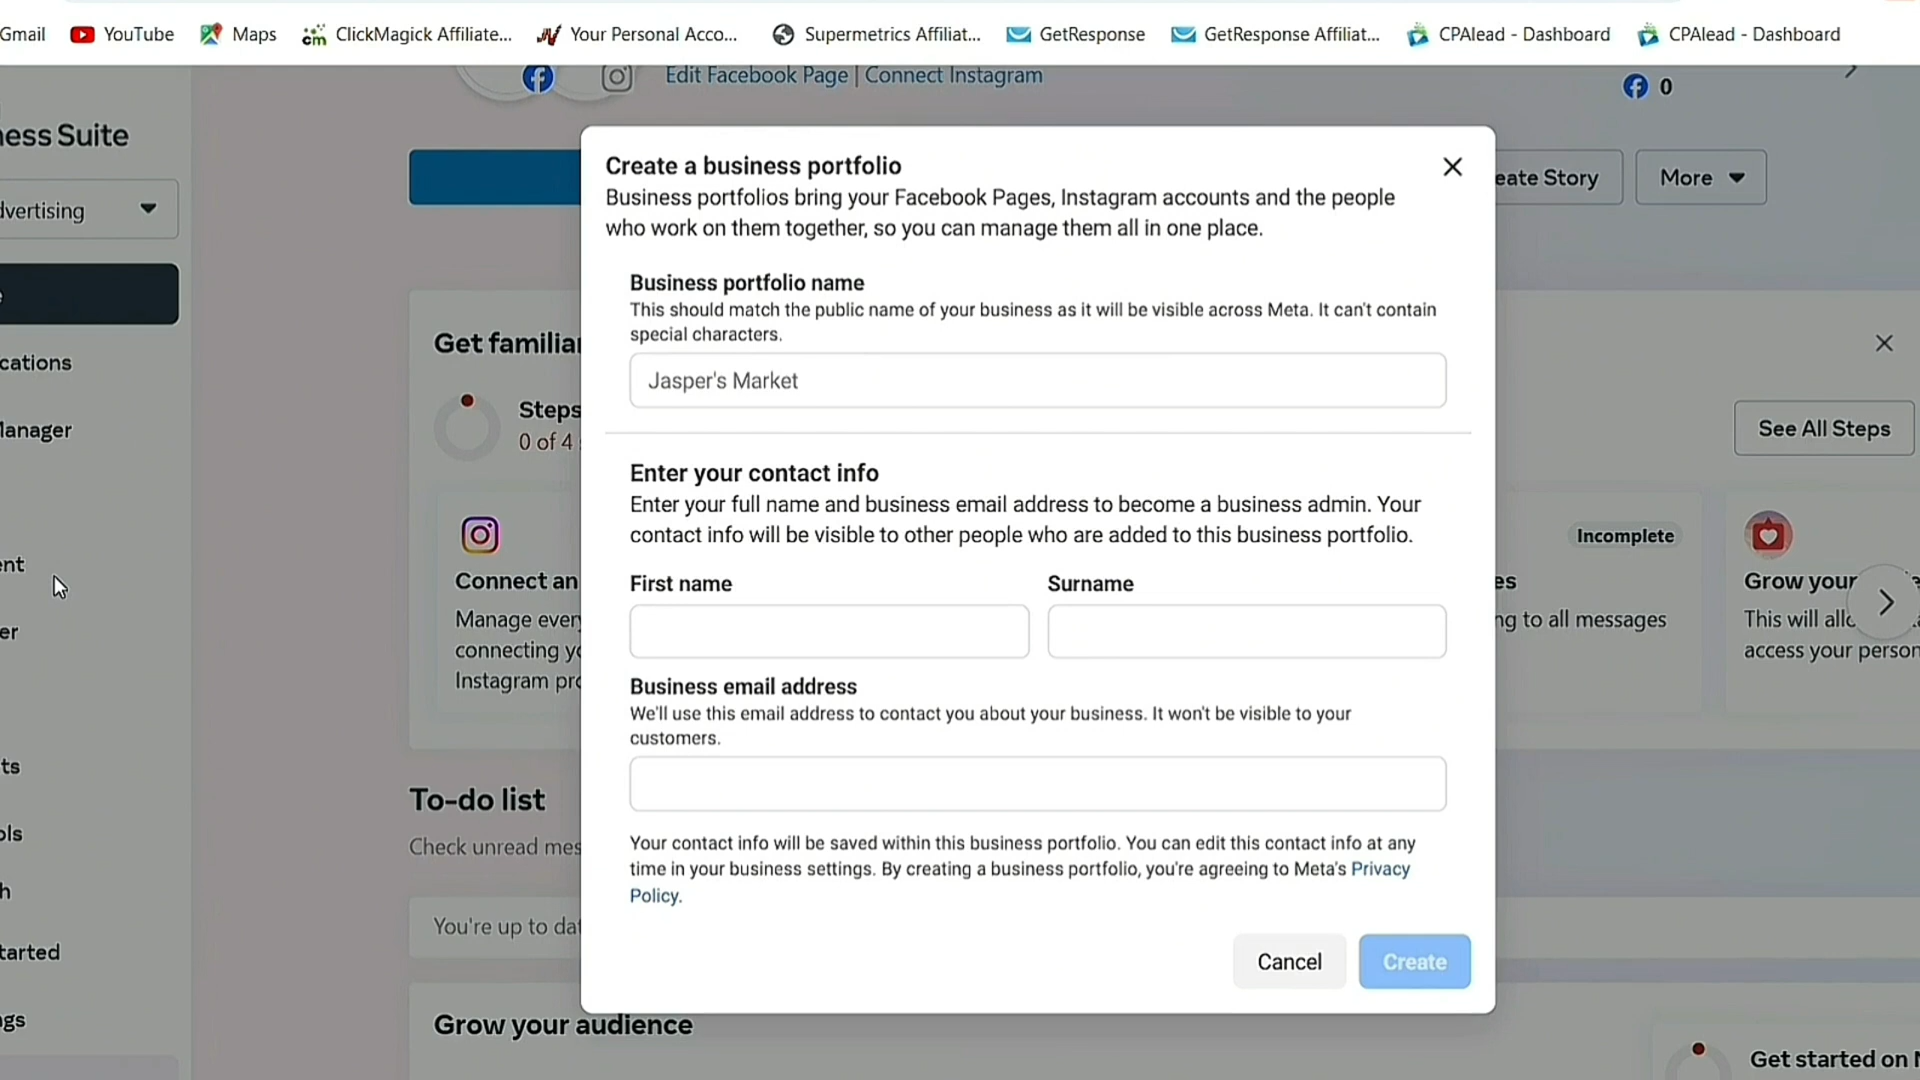 Gmail YouTube Maps ClickMagick Affiliate... Your Personal Acco... Supermetrics Affiliat... GetResponse GetResponse Affiliat... CPAlead - Dashboard CPAlead - Dashboard
Edit Facebook Page | Connect Instagram
0
ness Suite
Create a business portfolio
Business portfolios bring your Facebook Pages, Instagram accounts and the people
who work on them together, so you can manage them all in one place.
eate Story
More
dvertising
Business portfolio name
This should match the public name of your business as it will be visible across Meta. It can't contain
special characters.
Jasper's Market
e
cations
Manager
ent
er
ts
ols
h
tarted
gs
Get familiar
Steps
0 of 4
See All Steps
Enter your contact info
Enter your full name and business email address to become a business admin. Your
contact info will be visible to other people who are added to this business portfolio.
First name
Surname
Business email address
We'll use this email address to contact you about your business. It won't be visible to your
customers.
Your contact info will be saved within this business portfolio. You can edit this contact info at any
time in your business settings. By creating a business portfolio, you're agreeing to Meta's Privacy
Policy.
Cancel
Create
Connect an
Manage every
connecting yo
Instagram pro
Incomplete
es
ng to all messages
Grow your
This will allo
access your person
To-do list
Check unread mes
You're up to dat
Grow your audience
Get started on